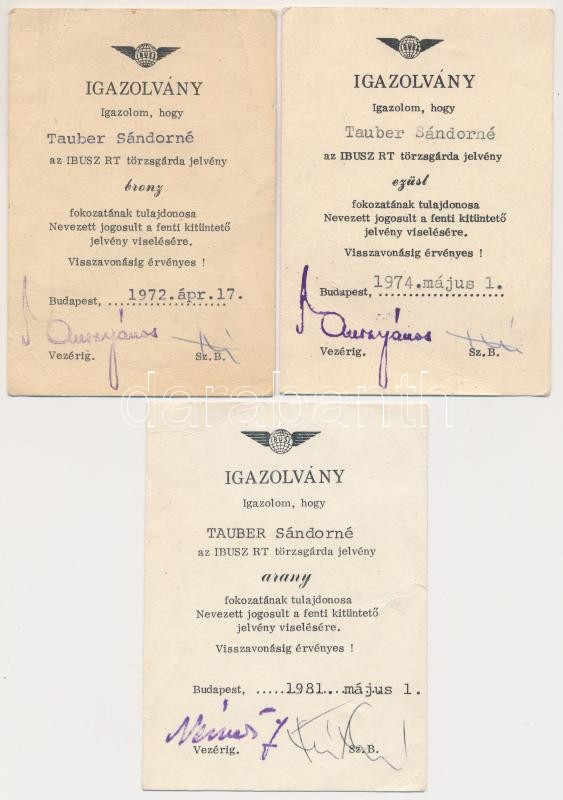 IBUSZ
IGAZOLVÁNY
Igazolom, hogy
Tauber Sándorné
az IBUSZ RT törzsgárda jelvény
bronz
fokozatának tulajdonosa
Nevezett jogosult a fenti kitüntető
jelvény viselésére.
Visszavonásig érvényes !
Budapest, 1972.ápr.17.
Vezérig. Sz.B.
IBUSZ
IGAZOLVÁNY
Igazolom, hogy
Tauber Sándorné
az IBUSZ RT törzsgárda jelvény
ezüst
fokozatának tulajdonosa
Nevezett jogosult a fenti kitüntető
jelvény viselésére.
Visszavonásig érvényes !
Budapest, 1974.május 1.
Vezérig. Sz.B.
darabanth
IBUSZ
IGAZOLVÁNY
Igazolom, hogy
TAUBER Sándorné
az IBUSZ RT törzsgárda jelvény
arany
fokozatának tulajdonosa
Nevezett jogosult a fenti kitüntető
jelvény viselésére.
Visszavonásig érvényes !
Budapest, .....1981...május 1.
Vezérig. Sz.B.